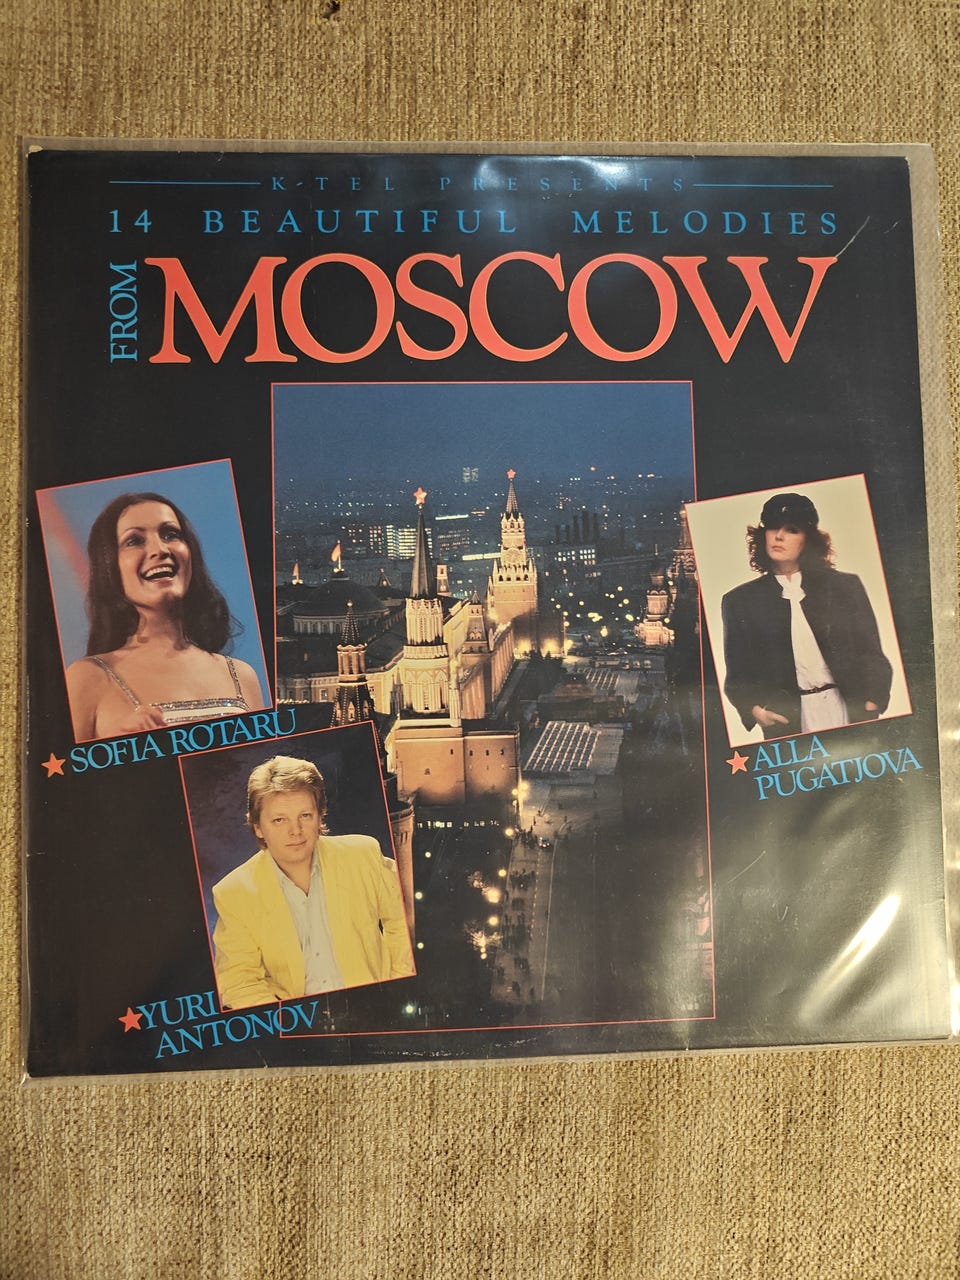 K-TEL PRESENTS
14 BEAUTIFUL MELODIES
FROM
MOSCOW
SOFIA ROTARU
ALLA
PUGATJOVA
YURI
ANTONOV